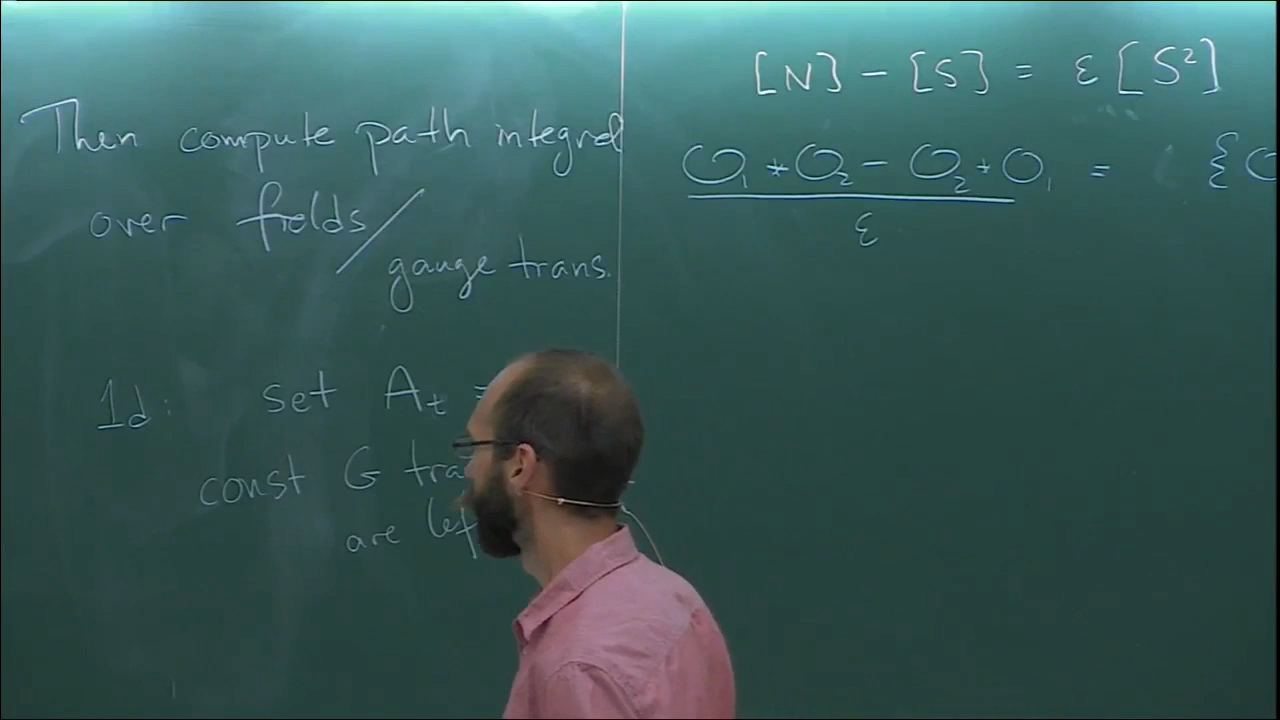 Then compute path integral
over fields/
gauge trans.
1d: set A_t =
const G tra
are lef
[N] - [S] = ε[S²]
O₁*O₂ - O₂*O₁ = {O
ε